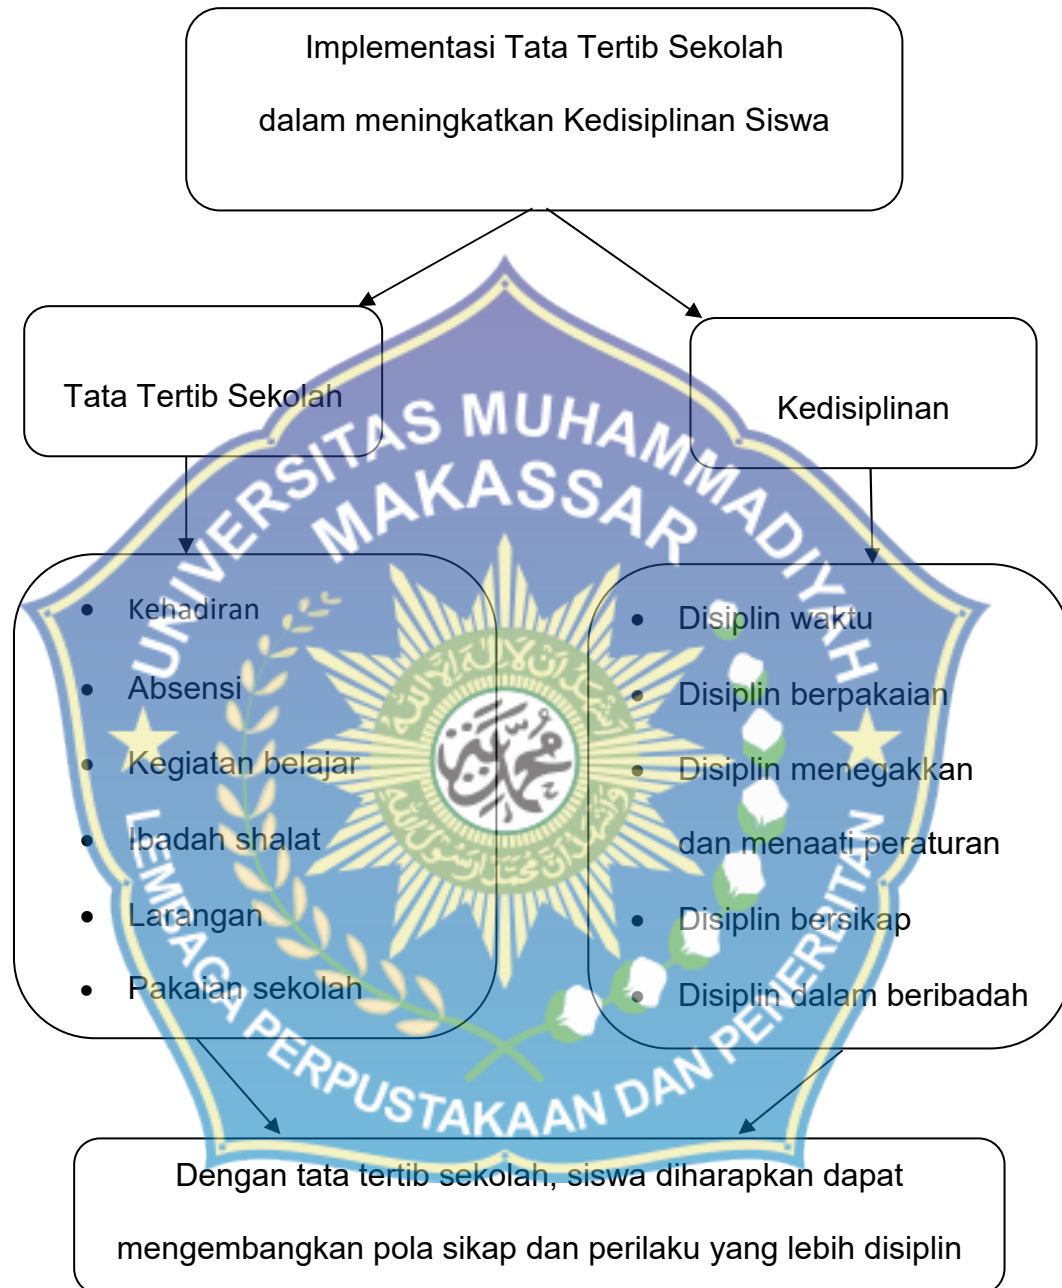 Implementasi Tata Tertib Sekolah
dalam meningkatkan Kedisiplinan Siswa
Tata Tertib Sekolah
Kedisiplinan
UNIVERSITAS MUHAMMADIYAH
MAKASSAR
• Kehadiran
• Absensi
• Kegiatan belajar
• Ibadah shalat
• Larangan
• Pakaian sekolah
• Disiplin waktu
• Disiplin berpakaian
• Disiplin menegakkan
dan menaati peraturan
• Disiplin bersikap
• Disiplin dalam beribadah
LEMBAGA PERPUSTAKAAN DAN PENERBITAN
Dengan tata tertib sekolah, siswa diharapkan dapat
mengembangkan pola sikap dan perilaku yang lebih disiplin